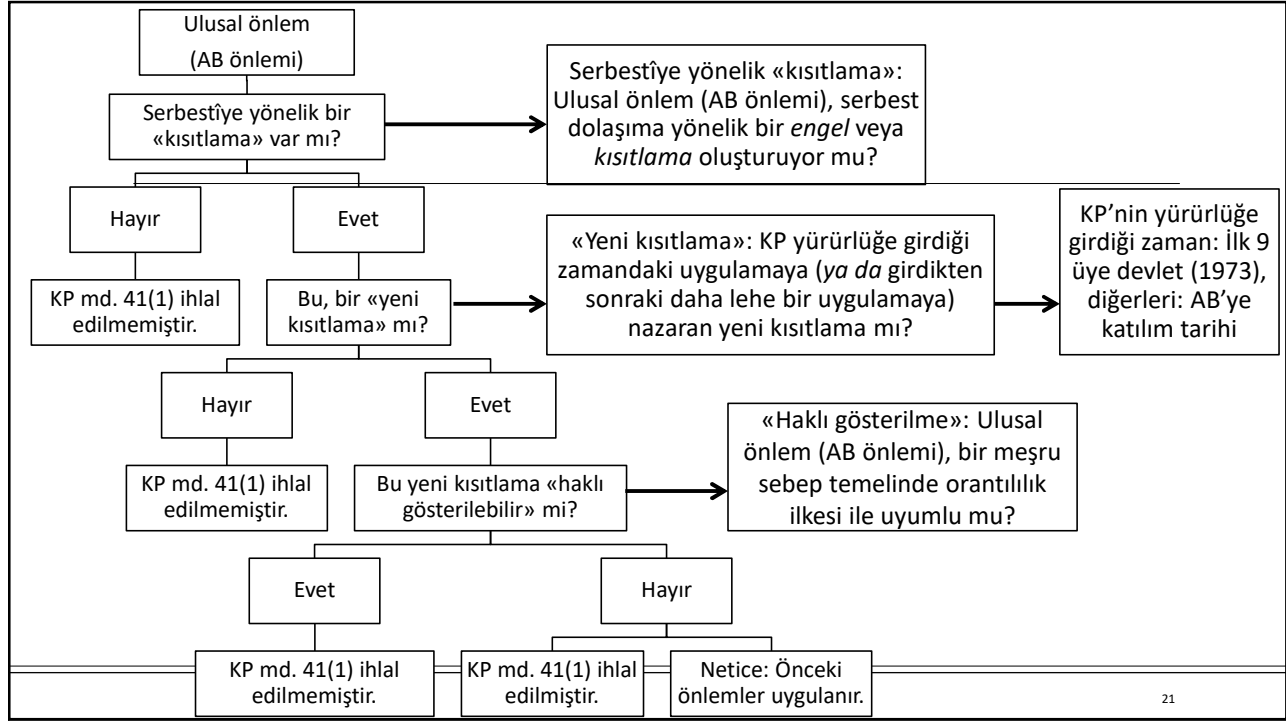 Ulusal önlem
(AB önlemi)
Serbestîye yönelik bir
«kısıtlama» var mı?
Serbestîye yönelik «kısıtlama»:
Ulusal önlem (AB önlemi), serbest
dolaşıma yönelik bir engel veya
kısıtlama oluşturuyor mu?
Hayır
Evet
KP md. 41(1) ihlal
edilmemiştir.
Bu, bir «yeni
kısıtlama» mı?
«Yeni kısıtlama»: KP yürürlüğe girdiği
zamandaki uygulamaya (ya da girdikten
sonraki daha lehe bir uygulamaya)
nazaran yeni kısıtlama mı?
KP’nin yürürlüğe
girdiği zaman: İlk 9
üye devlet (1973),
diğerleri: AB’ye
katılım tarihi
Hayır
Evet
KP md. 41(1) ihlal
edilmemiştir.
Bu yeni kısıtlama «haklı
gösterilebilir» mi?
«Haklı gösterilme»: Ulusal
önlem (AB önlemi), bir meşru
sebep temelinde orantılılık
ilkesi ile uyumlu mu?
Evet
Hayır
KP md. 41(1) ihlal
edilmemiştir.
KP md. 41(1) ihlal
edilmiştir.
Netice: Önceki
önlemler uygulanır.
21